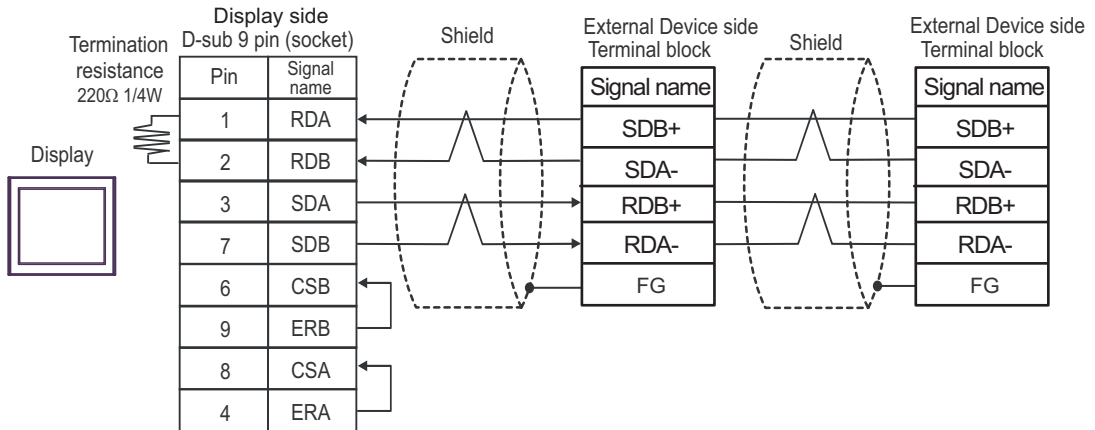 Display side
D-sub 9 pin (socket)
Termination
resistance
220Ω 1/4W
Display
Pin Signal name
1 RDA
2 RDB
3 SDA
7 SDB
6 CSB
9 ERB
8 CSA
4 ERA
Shield
External Device side
Terminal block
Signal name
SDB+
SDA-
RDB+
RDA-
FG
Shield
External Device side
Terminal block
Signal name
SDB+
SDA-
RDB+
RDA-
FG